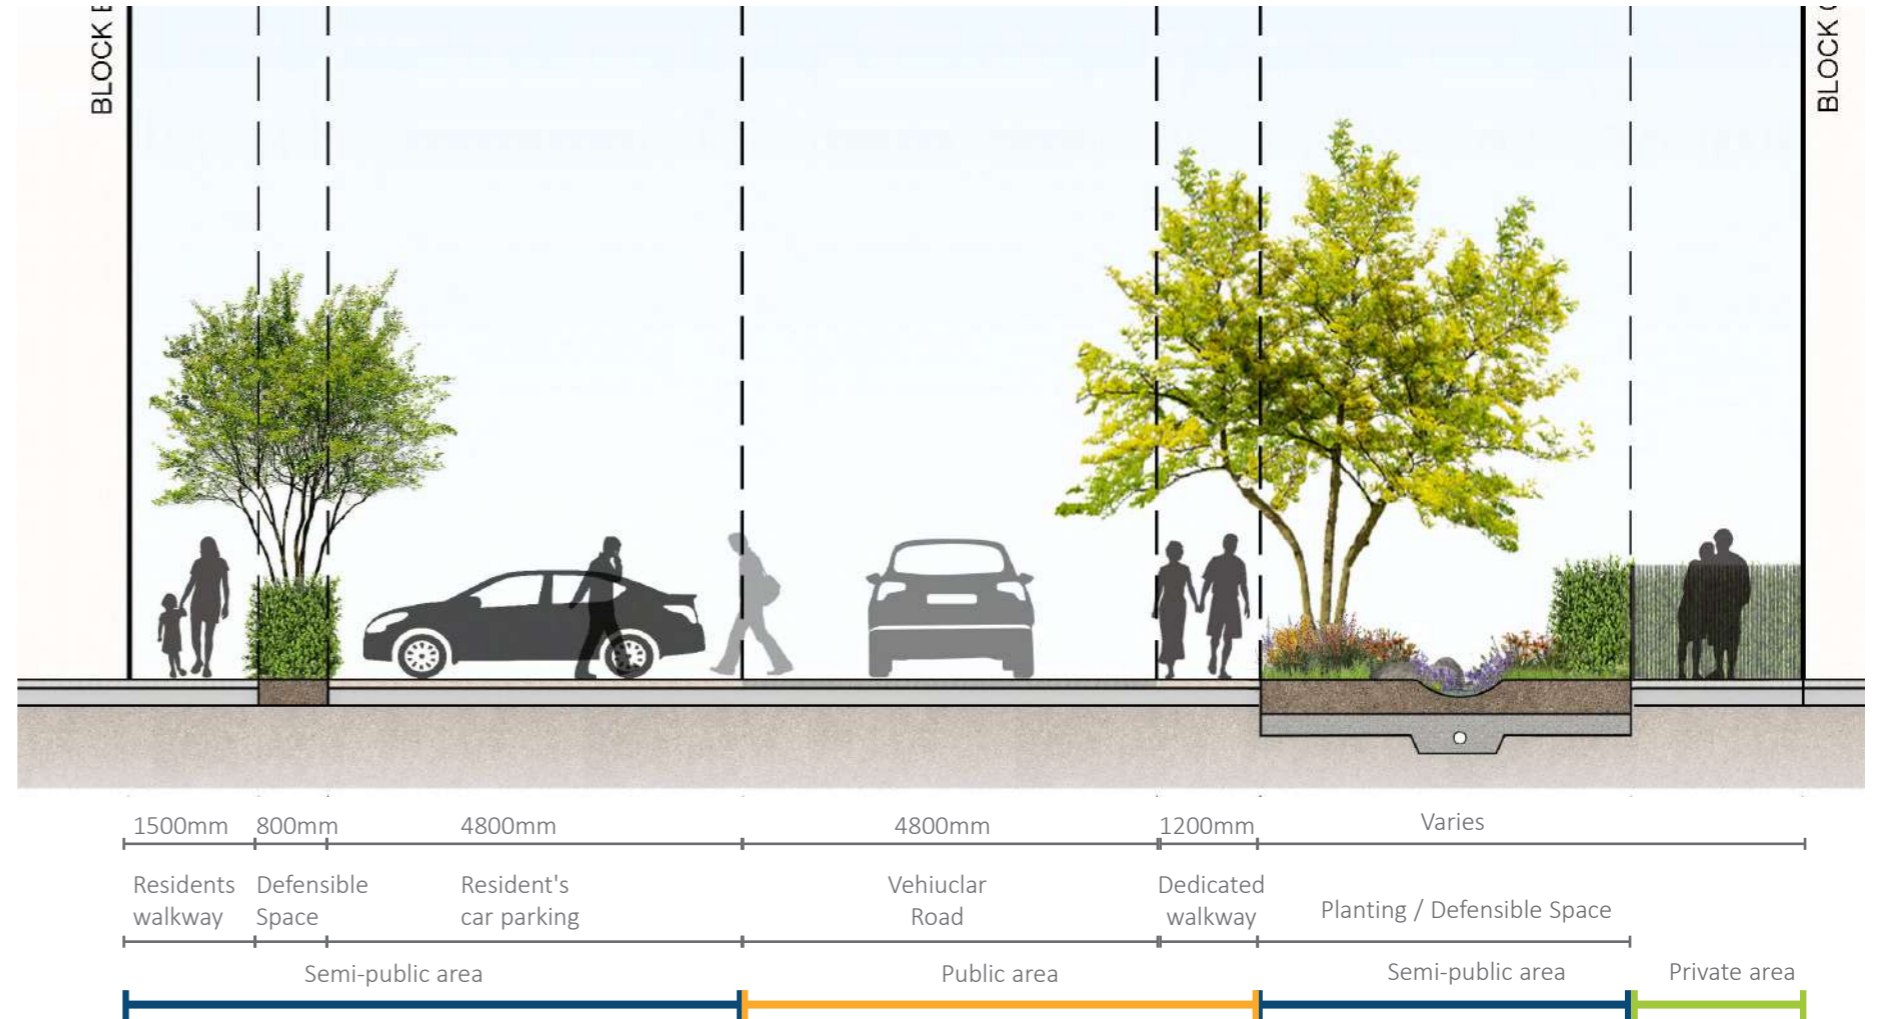 BLOCK
BLOCK
1500mm 800mm 4800mm 4800mm 1200mm Varies
Residents walkway
Defensible Space
Resident's car parking
Vehiuclar Road
Dedicated walkway
Planting / Defensible Space
Semi-public area Public area Semi-public area Private area